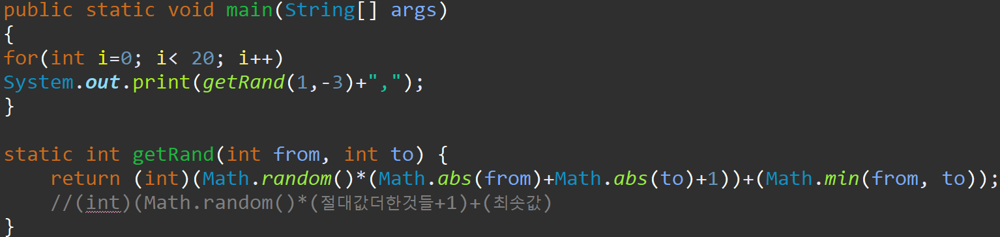 public static void main(String[] args)
{
for(int i=0; i< 20; i++)
System.out.print(getRand(1,-3)+",");
}
static int getRand(int from, int to) {
return (int)(Math.random()*(Math.abs(from)+Math.abs(to)+1))+(Math.min(from, to));
//(int)(Math.random()*(절대값더한것들+1)+(최솟값)
}